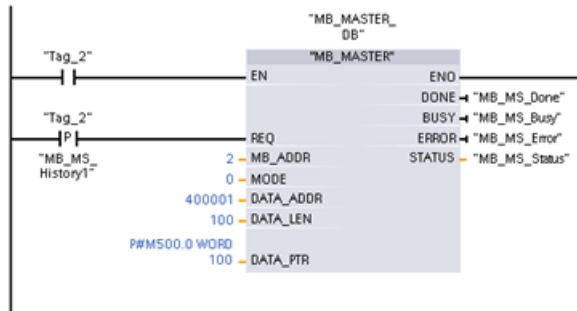 "MB_MASTER_
DB"
"Tag_2"
"MB_MASTER"
EN
ENO
DONE
"MB_MS_Done"
BUSY
"MB_MS_Busy"
"Tag_2"
ERROR
"MB_MS_Error"
P
REQ
STATUS
"MB_MS_Status"
"MB_MS_
History1"
2
MB_ADDR
0
MODE
400001
DATA_ADDR
100
DATA_LEN
P#M500.0 WORD
100
DATA_PTR